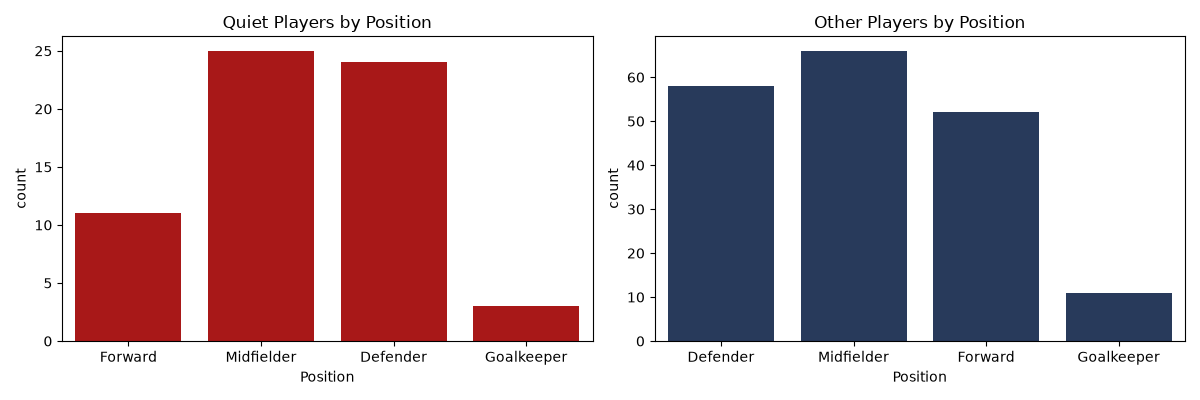 Quiet Players by Position
25
20
15
10
5
0
count
Forward Midfielder Defender Goalkeeper
Position
Other Players by Position
60
50
40
30
20
10
0
count
Defender Midfielder Forward Goalkeeper
Position